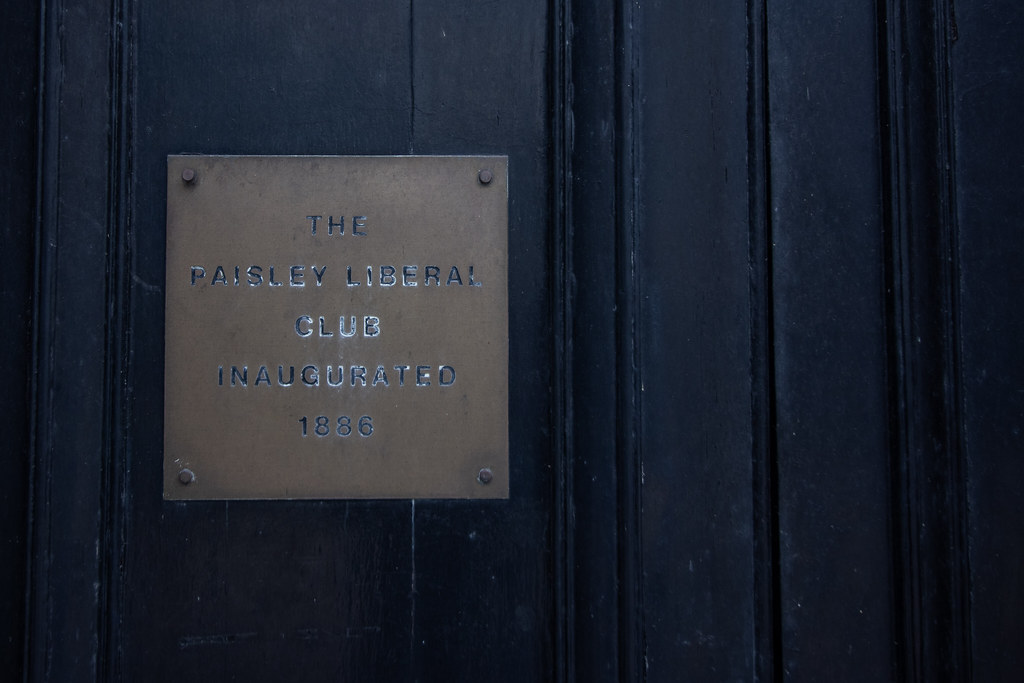 THE
PAISLEY LIBERAL
CLUB
INAUGURATED
1886